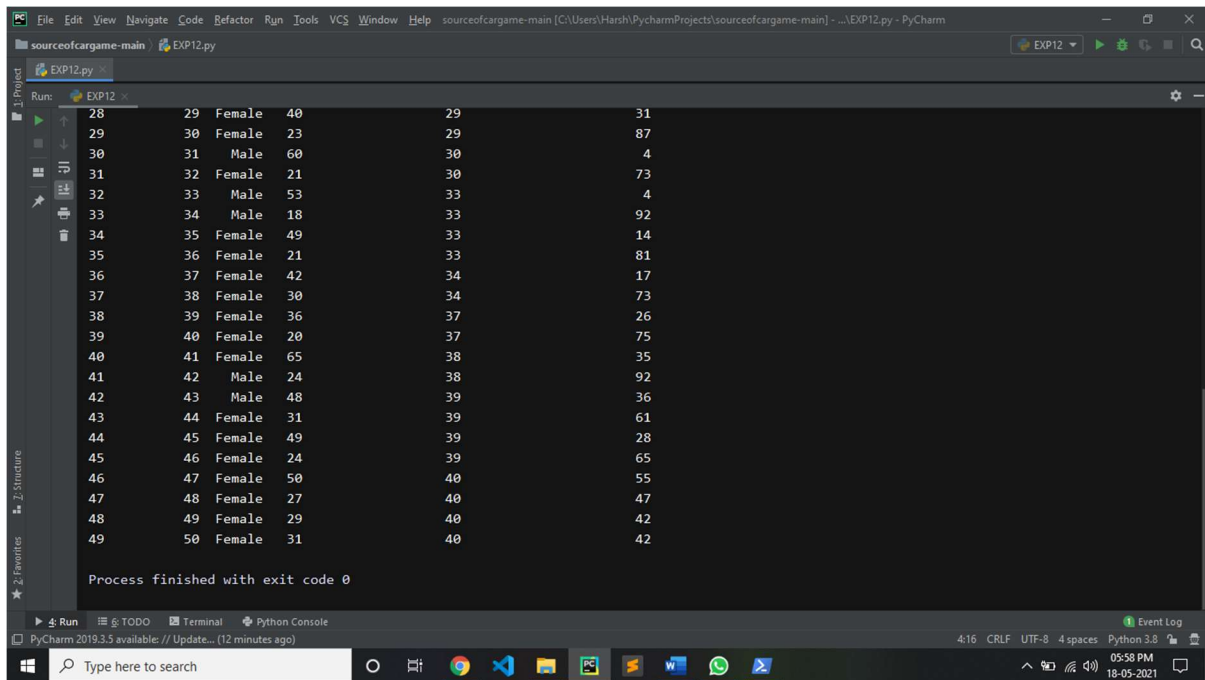 PC File Edit View Navigate Code Refactor Run Tools VCS Window Help sourceofcargame-main [C:\Users\Harsh\PycharmProjects\sourceofcargame-main] - ...\EXP12.py - PyCharm
sourceofcargame-main EXP12.py EXP12
EXP12.py
1: Project
Run: EXP12
28 29 Female 40 29 31
29 30 Female 23 29 87
30 31 Male 60 30 4
31 32 Female 21 30 73
32 33 Male 53 33 4
33 34 Male 18 33 92
34 35 Female 49 33 14
35 36 Female 21 33 81
36 37 Female 42 34 17
37 38 Female 30 34 73
38 39 Female 36 37 26
39 40 Female 20 37 75
40 41 Female 65 38 35
41 42 Male 24 38 92
42 43 Male 48 39 36
43 44 Female 31 39 61
44 45 Female 49 39 28
45 46 Female 24 39 65
46 47 Female 50 40 55
47 48 Female 27 40 47
48 49 Female 29 40 42
49 50 Female 31 40 42
Process finished with exit code 0
Z: Structure
2: Favorites
4: Run 6: TODO Terminal Python Console 1 Event Log
PyCharm 2019.3.5 available: // Update... (12 minutes ago) 4:16 CRLF UTF-8 4 spaces Python 3.8
Type here to search PC W 05:58 PM
18-05-2021